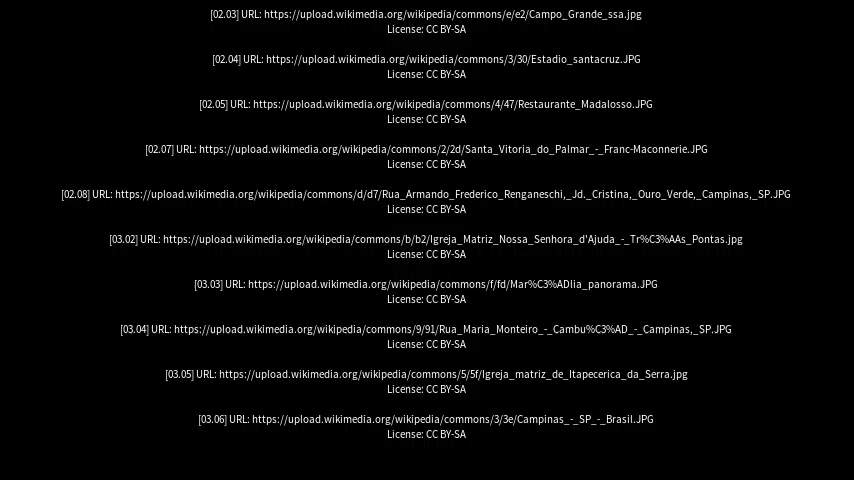 [02.03] URL: https://upload.wikimedia.org/wikipedia/commons/e/e2/Campo_Grande_ssa.jpg
License: CC BY-SA
[02.04] URL: https://upload.wikimedia.org/wikipedia/commons/3/30/Estadio_santacruz.JPG
License: CC BY-SA
[02.05] URL: https://upload.wikimedia.org/wikipedia/commons/4/47/Restaurante_Madalosso.JPG
License: CC BY-SA
[02.07] URL: https://upload.wikimedia.org/wikipedia/commons/2/2d/Santa_Vitoria_do_Palmar_-_Franc-Maconnerie.JPG
License: CC BY-SA
[02.08] URL: https://upload.wikimedia.org/wikipedia/commons/d/d7/Rua_Armando_Frederico_Renganeschi,_Jd._Cristina,_Ouro_Verde,_Campinas,_SP.JPG
License: CC BY-SA
[03.02] URL: https://upload.wikimedia.org/wikipedia/commons/b/b2/Igreja_Matriz_Nossa_Senhora_d'Ajuda_-_Tr%C3%AAs_Pontas.jpg
License: CC BY-SA
[03.03] URL: https://upload.wikimedia.org/wikipedia/commons/f/fd/Mar%C3%ADlia_panorama.JPG
License: CC BY-SA
[03.04] URL: https://upload.wikimedia.org/wikipedia/commons/9/91/Rua_Maria_Monteiro_-_Cambu%C3%AD_-_Campinas,_SP.JPG
License: CC BY-SA
[03.05] URL: https://upload.wikimedia.org/wikipedia/commons/5/5f/Igreja_matriz_de_Itapecerica_da_Serra.jpg
License: CC BY-SA
[03.06] URL: https://upload.wikimedia.org/wikipedia/commons/3/3e/Campinas_-_SP_-_Brasil.JPG
License: CC BY-SA